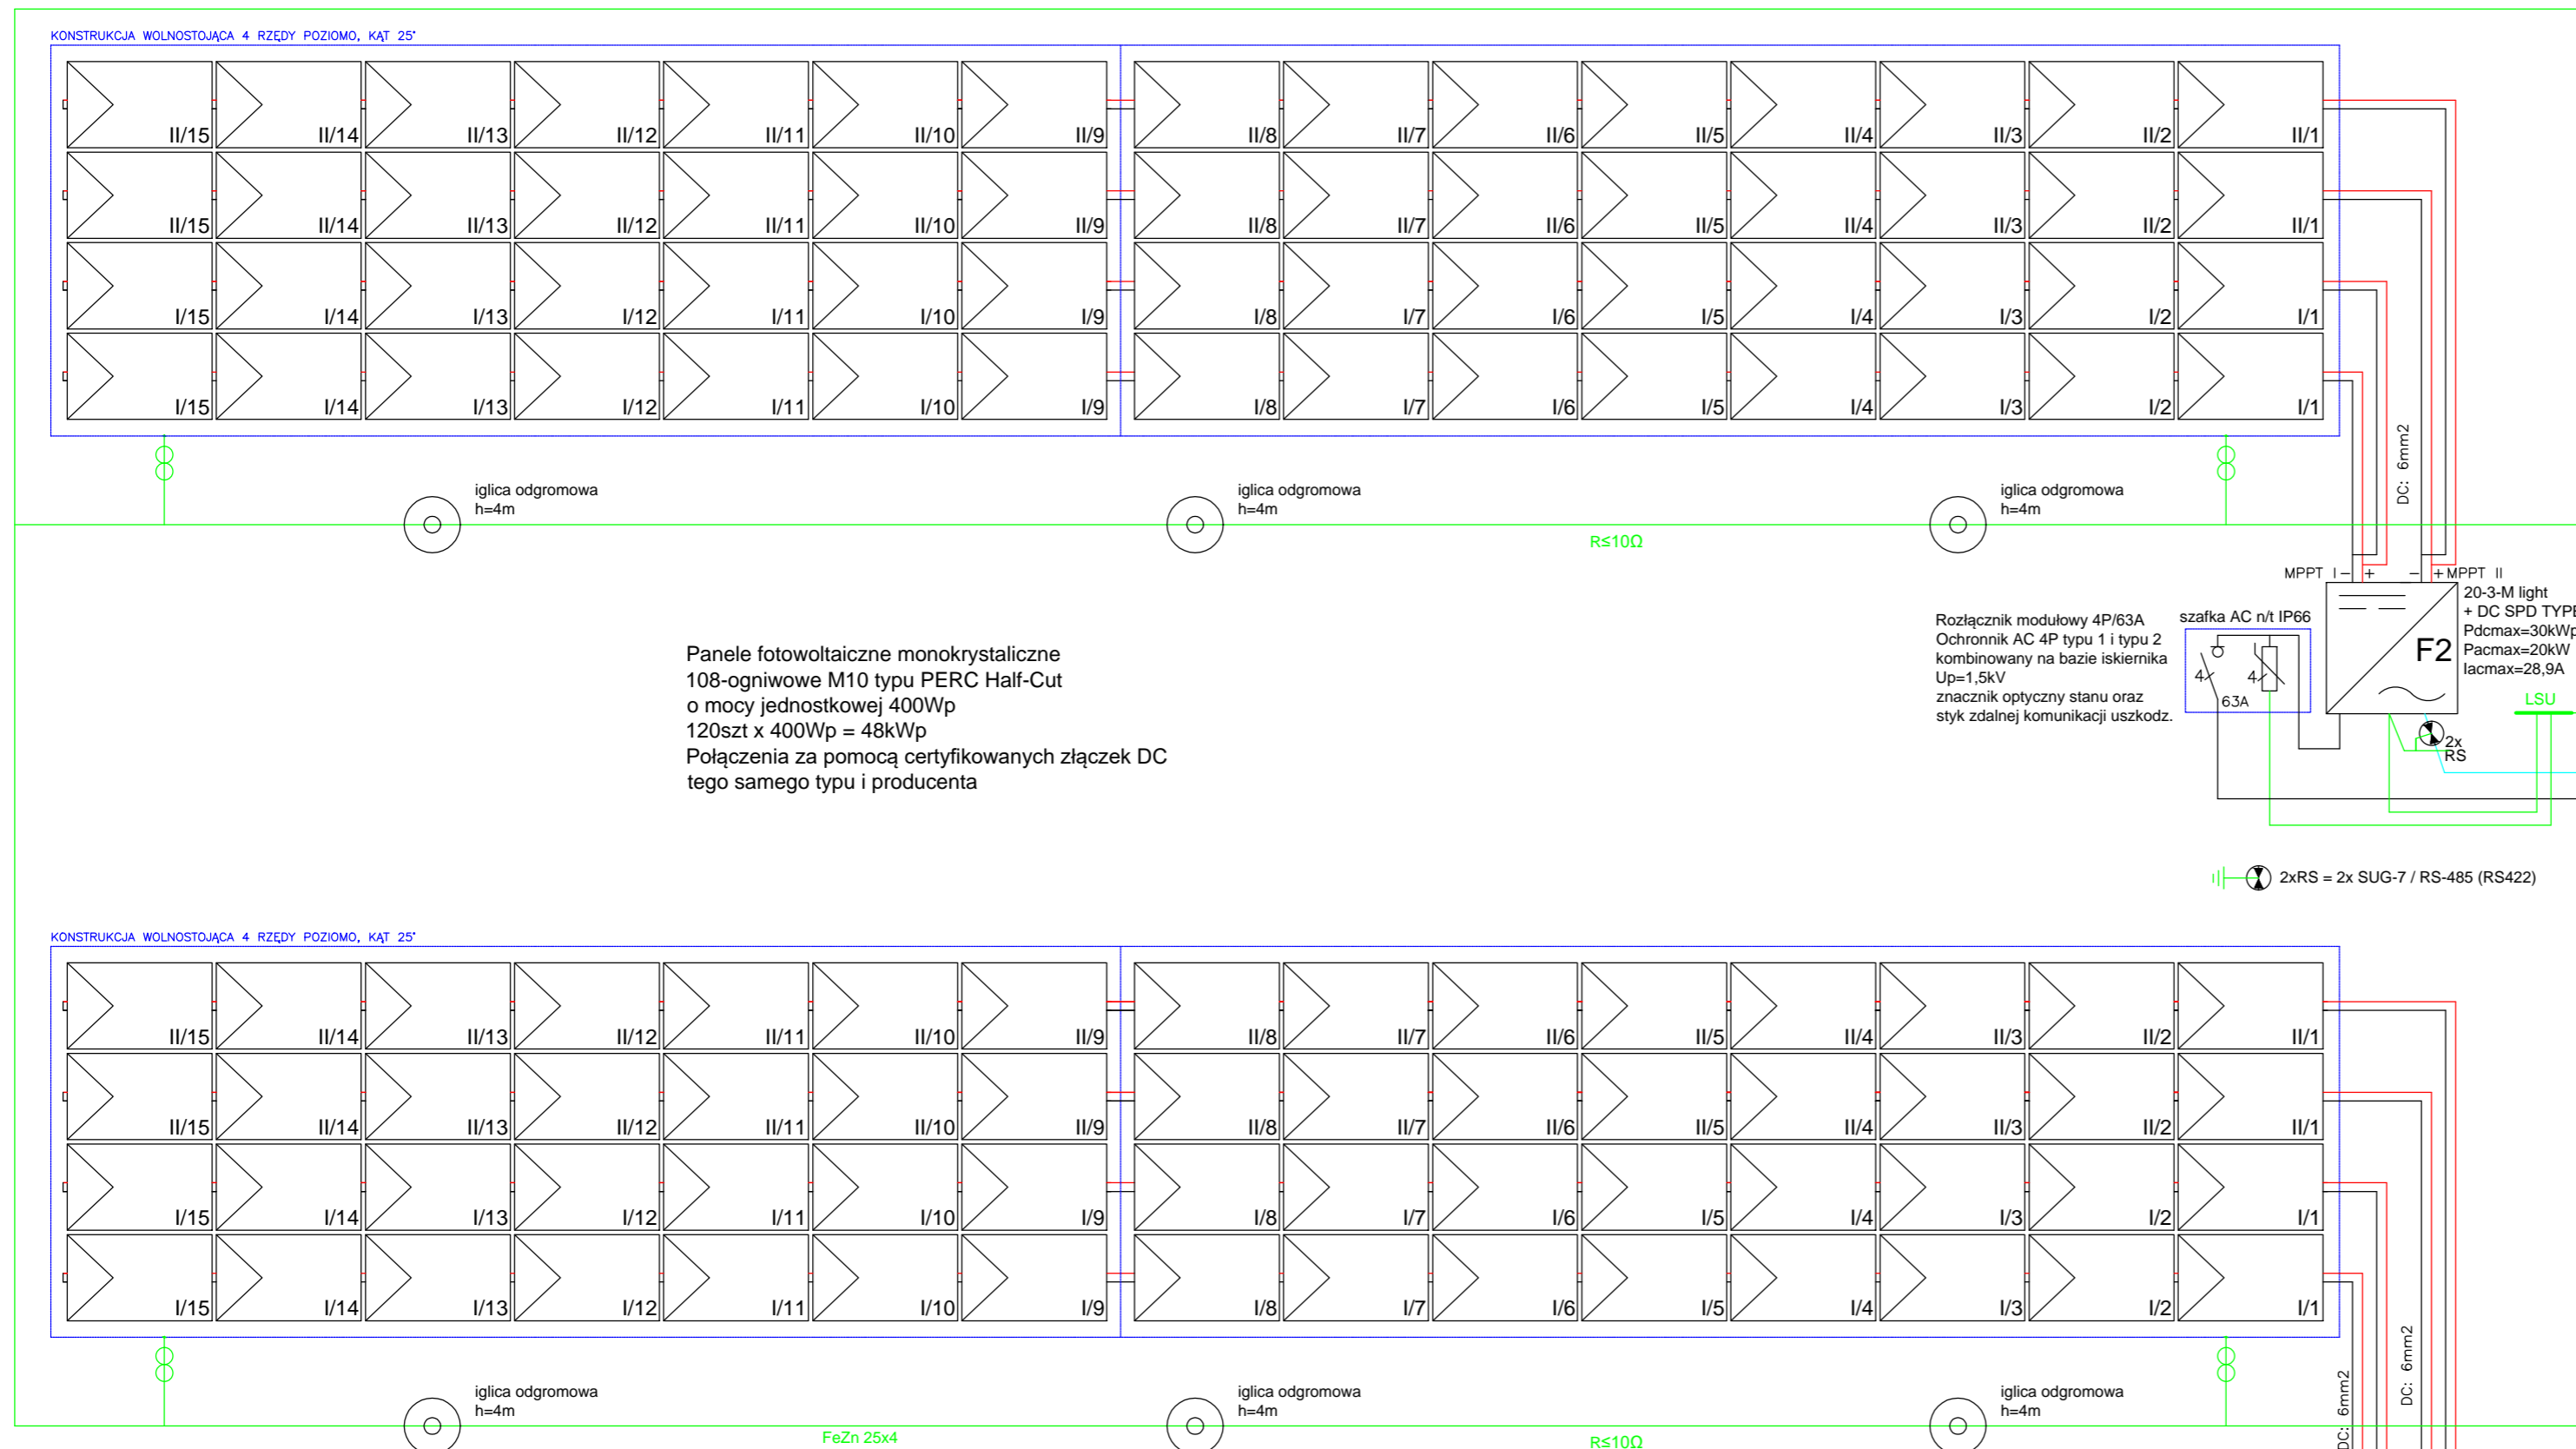 KONSTRUKCJA WOLNOSTOJĄCA 4 RZĘDY POZIOMO, KĄT 25°
II/15 II/14 II/13 II/12 II/11 II/10 II/9 II/8 II/7 II/6 II/5 II/4 II/3 II/2 II/1
II/15 II/14 II/13 II/12 II/11 II/10 II/9 II/8 II/7 II/6 II/5 II/4 II/3 II/2 II/1
I/15 I/14 I/13 I/12 I/11 I/10 I/9 I/8 I/7 I/6 I/5 I/4 I/3 I/2 I/1
I/15 I/14 I/13 I/12 I/11 I/10 I/9 I/8 I/7 I/6 I/5 I/4 I/3 I/2 I/1
DC: 6mm2
iglica odgromowa
h=4m
iglica odgromowa
h=4m
iglica odgromowa
h=4m
R≤10Ω
MPPT I − + − + MPPT II
20-3-M light
+ DC SPD TYPE
Pdcmax=30kWp
Pacmax=20kW
Iacmax=28,9A
F2
LSU
2x
RS
szafka AC n/t IP66
4
4
63A
Rozłącznik modułowy 4P/63A
Ochronnik AC 4P typu 1 i typu 2
kombinowany na bazie iskiernika
Up=1,5kV
znacznik optyczny stanu oraz
styk zdalnej komunikacji uszkodz.
Panele fotowoltaiczne monokrystaliczne
108-ogniwowe M10 typu PERC Half-Cut
o mocy jednostkowej 400Wp
120szt x 400Wp = 48kWp
Połączenia za pomocą certyfikowanych złączek DC
tego samego typu i producenta
2xRS = 2x SUG-7 / RS-485 (RS422)
KONSTRUKCJA WOLNOSTOJĄCA 4 RZĘDY POZIOMO, KĄT 25°
II/15 II/14 II/13 II/12 II/11 II/10 II/9 II/8 II/7 II/6 II/5 II/4 II/3 II/2 II/1
II/15 II/14 II/13 II/12 II/11 II/10 II/9 II/8 II/7 II/6 II/5 II/4 II/3 II/2 II/1
I/15 I/14 I/13 I/12 I/11 I/10 I/9 I/8 I/7 I/6 I/5 I/4 I/3 I/2 I/1
I/15 I/14 I/13 I/12 I/11 I/10 I/9 I/8 I/7 I/6 I/5 I/4 I/3 I/2 I/1
DC: 6mm2
DC: 6mm2
iglica odgromowa
h=4m
iglica odgromowa
h=4m
iglica odgromowa
h=4m
FeZn 25x4
R≤10Ω